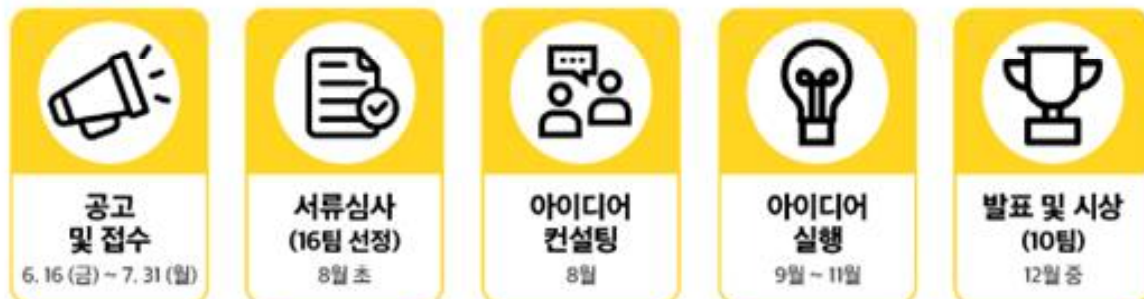 공고
및 접수
6. 16 (금) ~ 7. 31 (월)
서류심사
(16팀 선정)
8월 초
아이디어
컨설팅
8월
아이디어
실행
9월 ~ 11월
발표 및 시상
(10팀)
12월 중